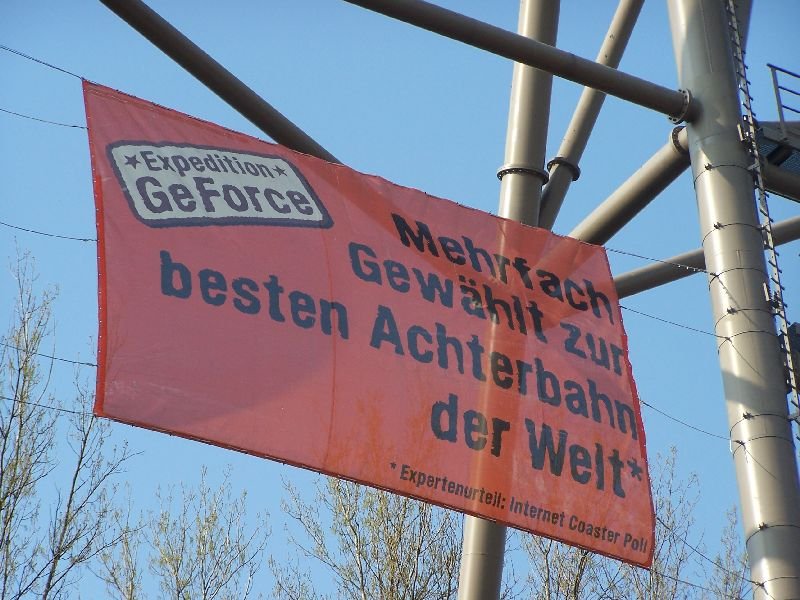 ★Expedition★
GeForce
Mehrfach
Gewählt zur
besten Achterbahn
der Welt*
* Expertenurteil: Internet Coaster Poll